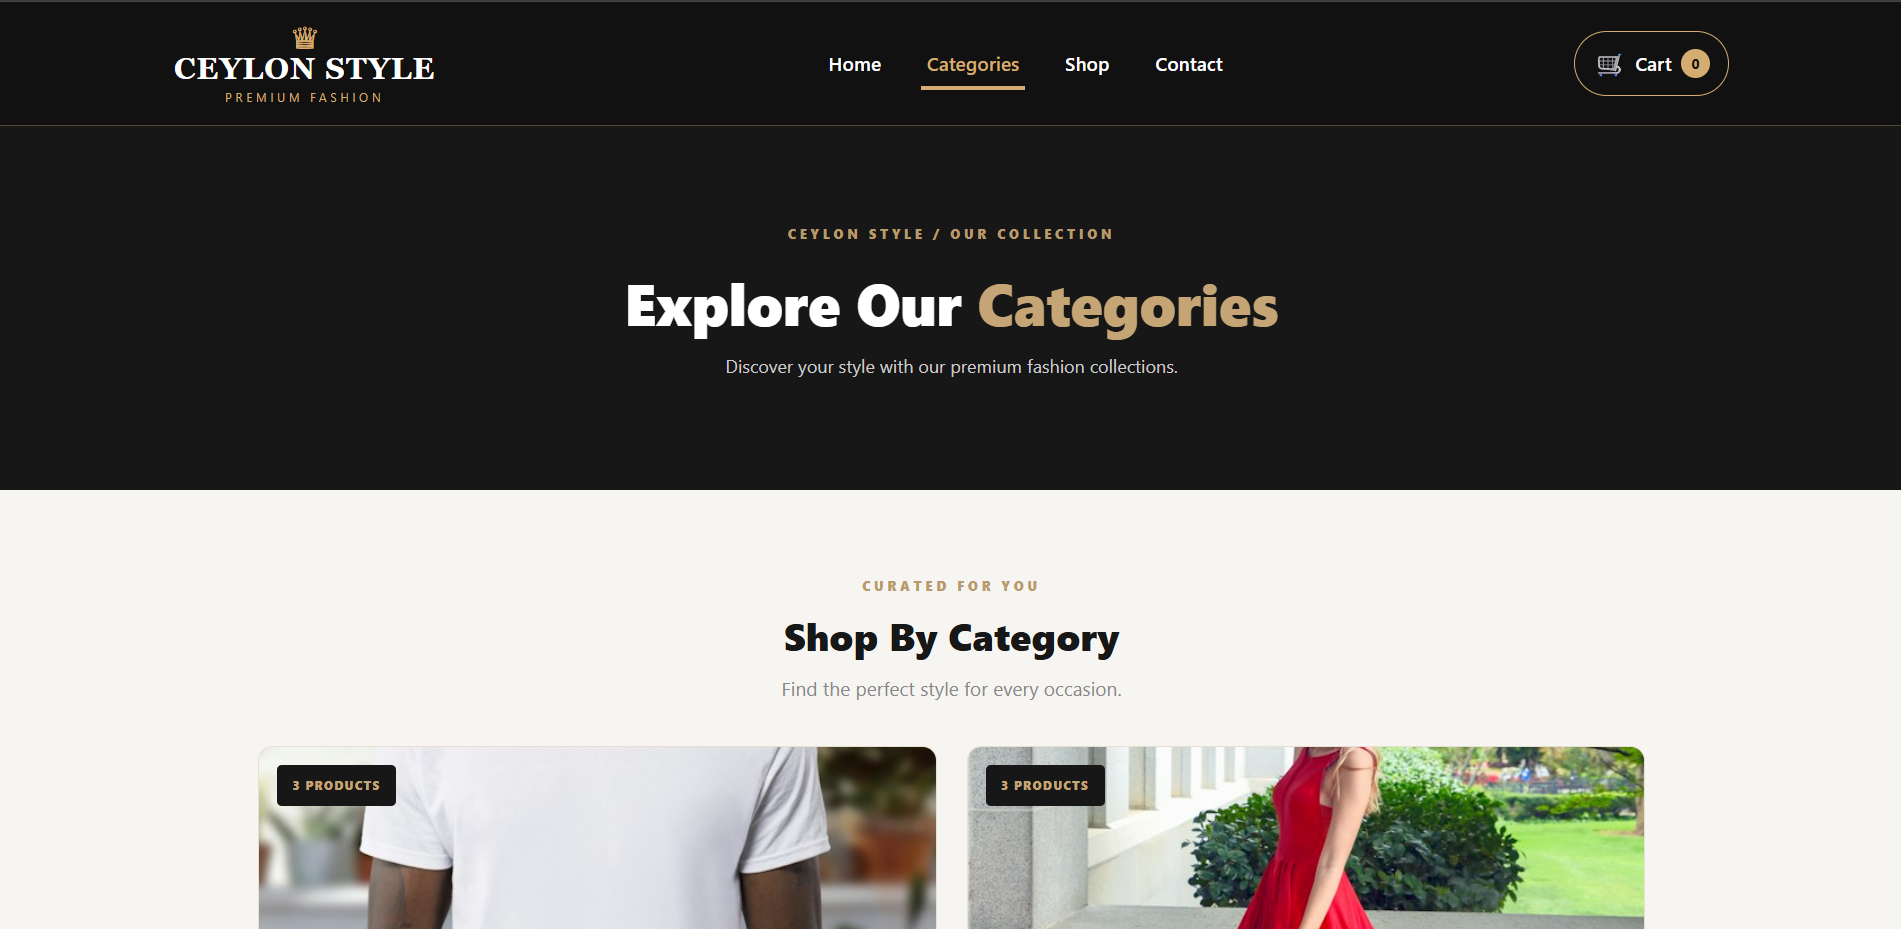 CEYLON STYLE
PREMIUM FASHION
Home Categories Shop Contact
Cart 0
CEYLON STYLE / OUR COLLECTION
Explore Our Categories
Discover your style with our premium fashion collections.
CURATED FOR YOU
Shop By Category
Find the perfect style for every occasion.
3 PRODUCTS
3 PRODUCTS